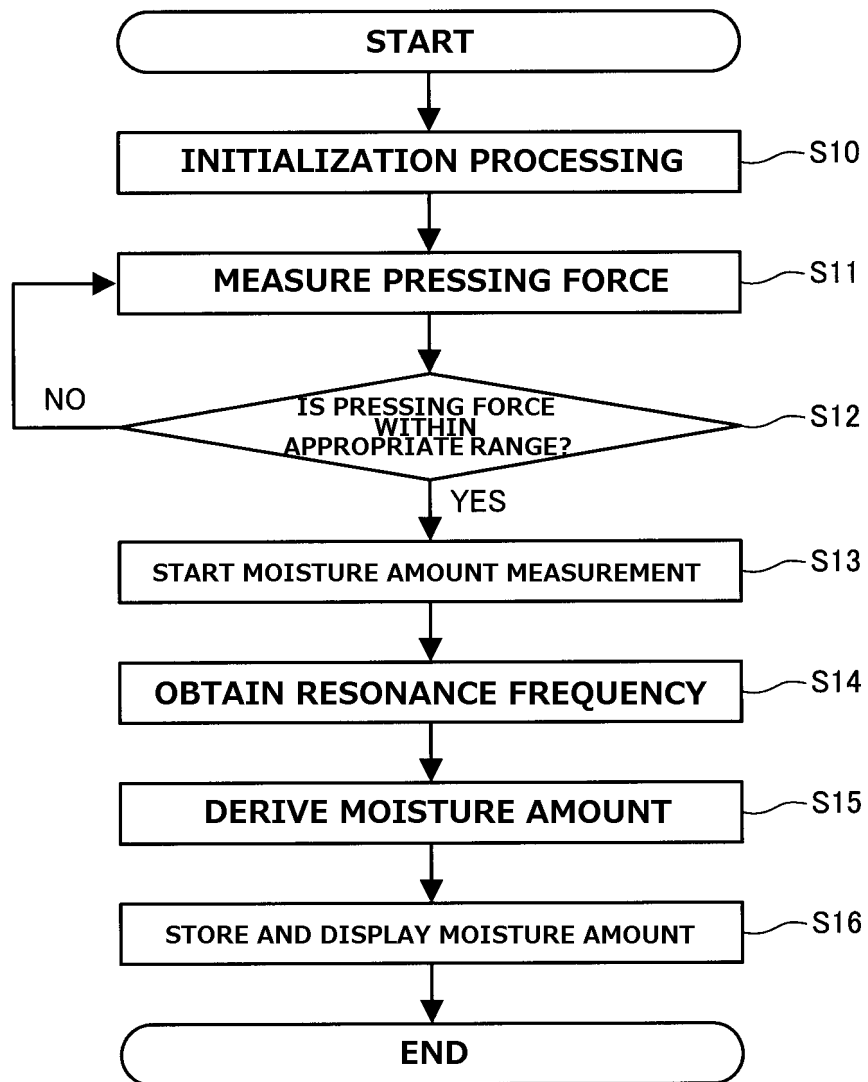 START
INITIALIZATION PROCESSING
S10
MEASURE PRESSING FORCE
S11
IS PRESSING FORCE
WITHIN
APPROPRIATE RANGE?
S12
NO
YES
START MOISTURE AMOUNT MEASUREMENT
S13
OBTAIN RESONANCE FREQUENCY
S14
DERIVE MOISTURE AMOUNT
S15
STORE AND DISPLAY MOISTURE AMOUNT
S16
END